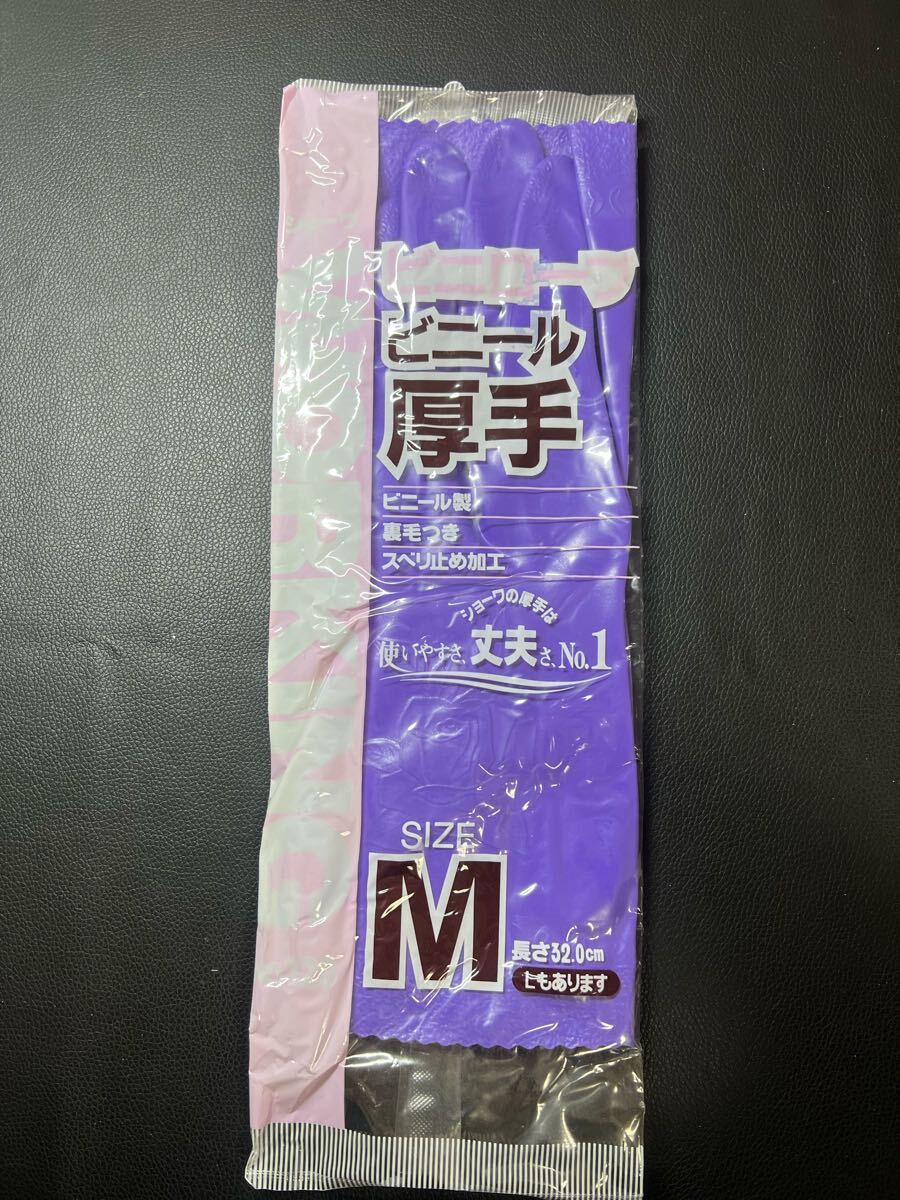 ビニローブ
ビニール
厚手
ビニール製
裏毛つき
スベリ止め加工
ショーワの厚手は
使いやすさ、丈夫さ、No.1
SIZE
M
長さ32.0cm
Lもあります